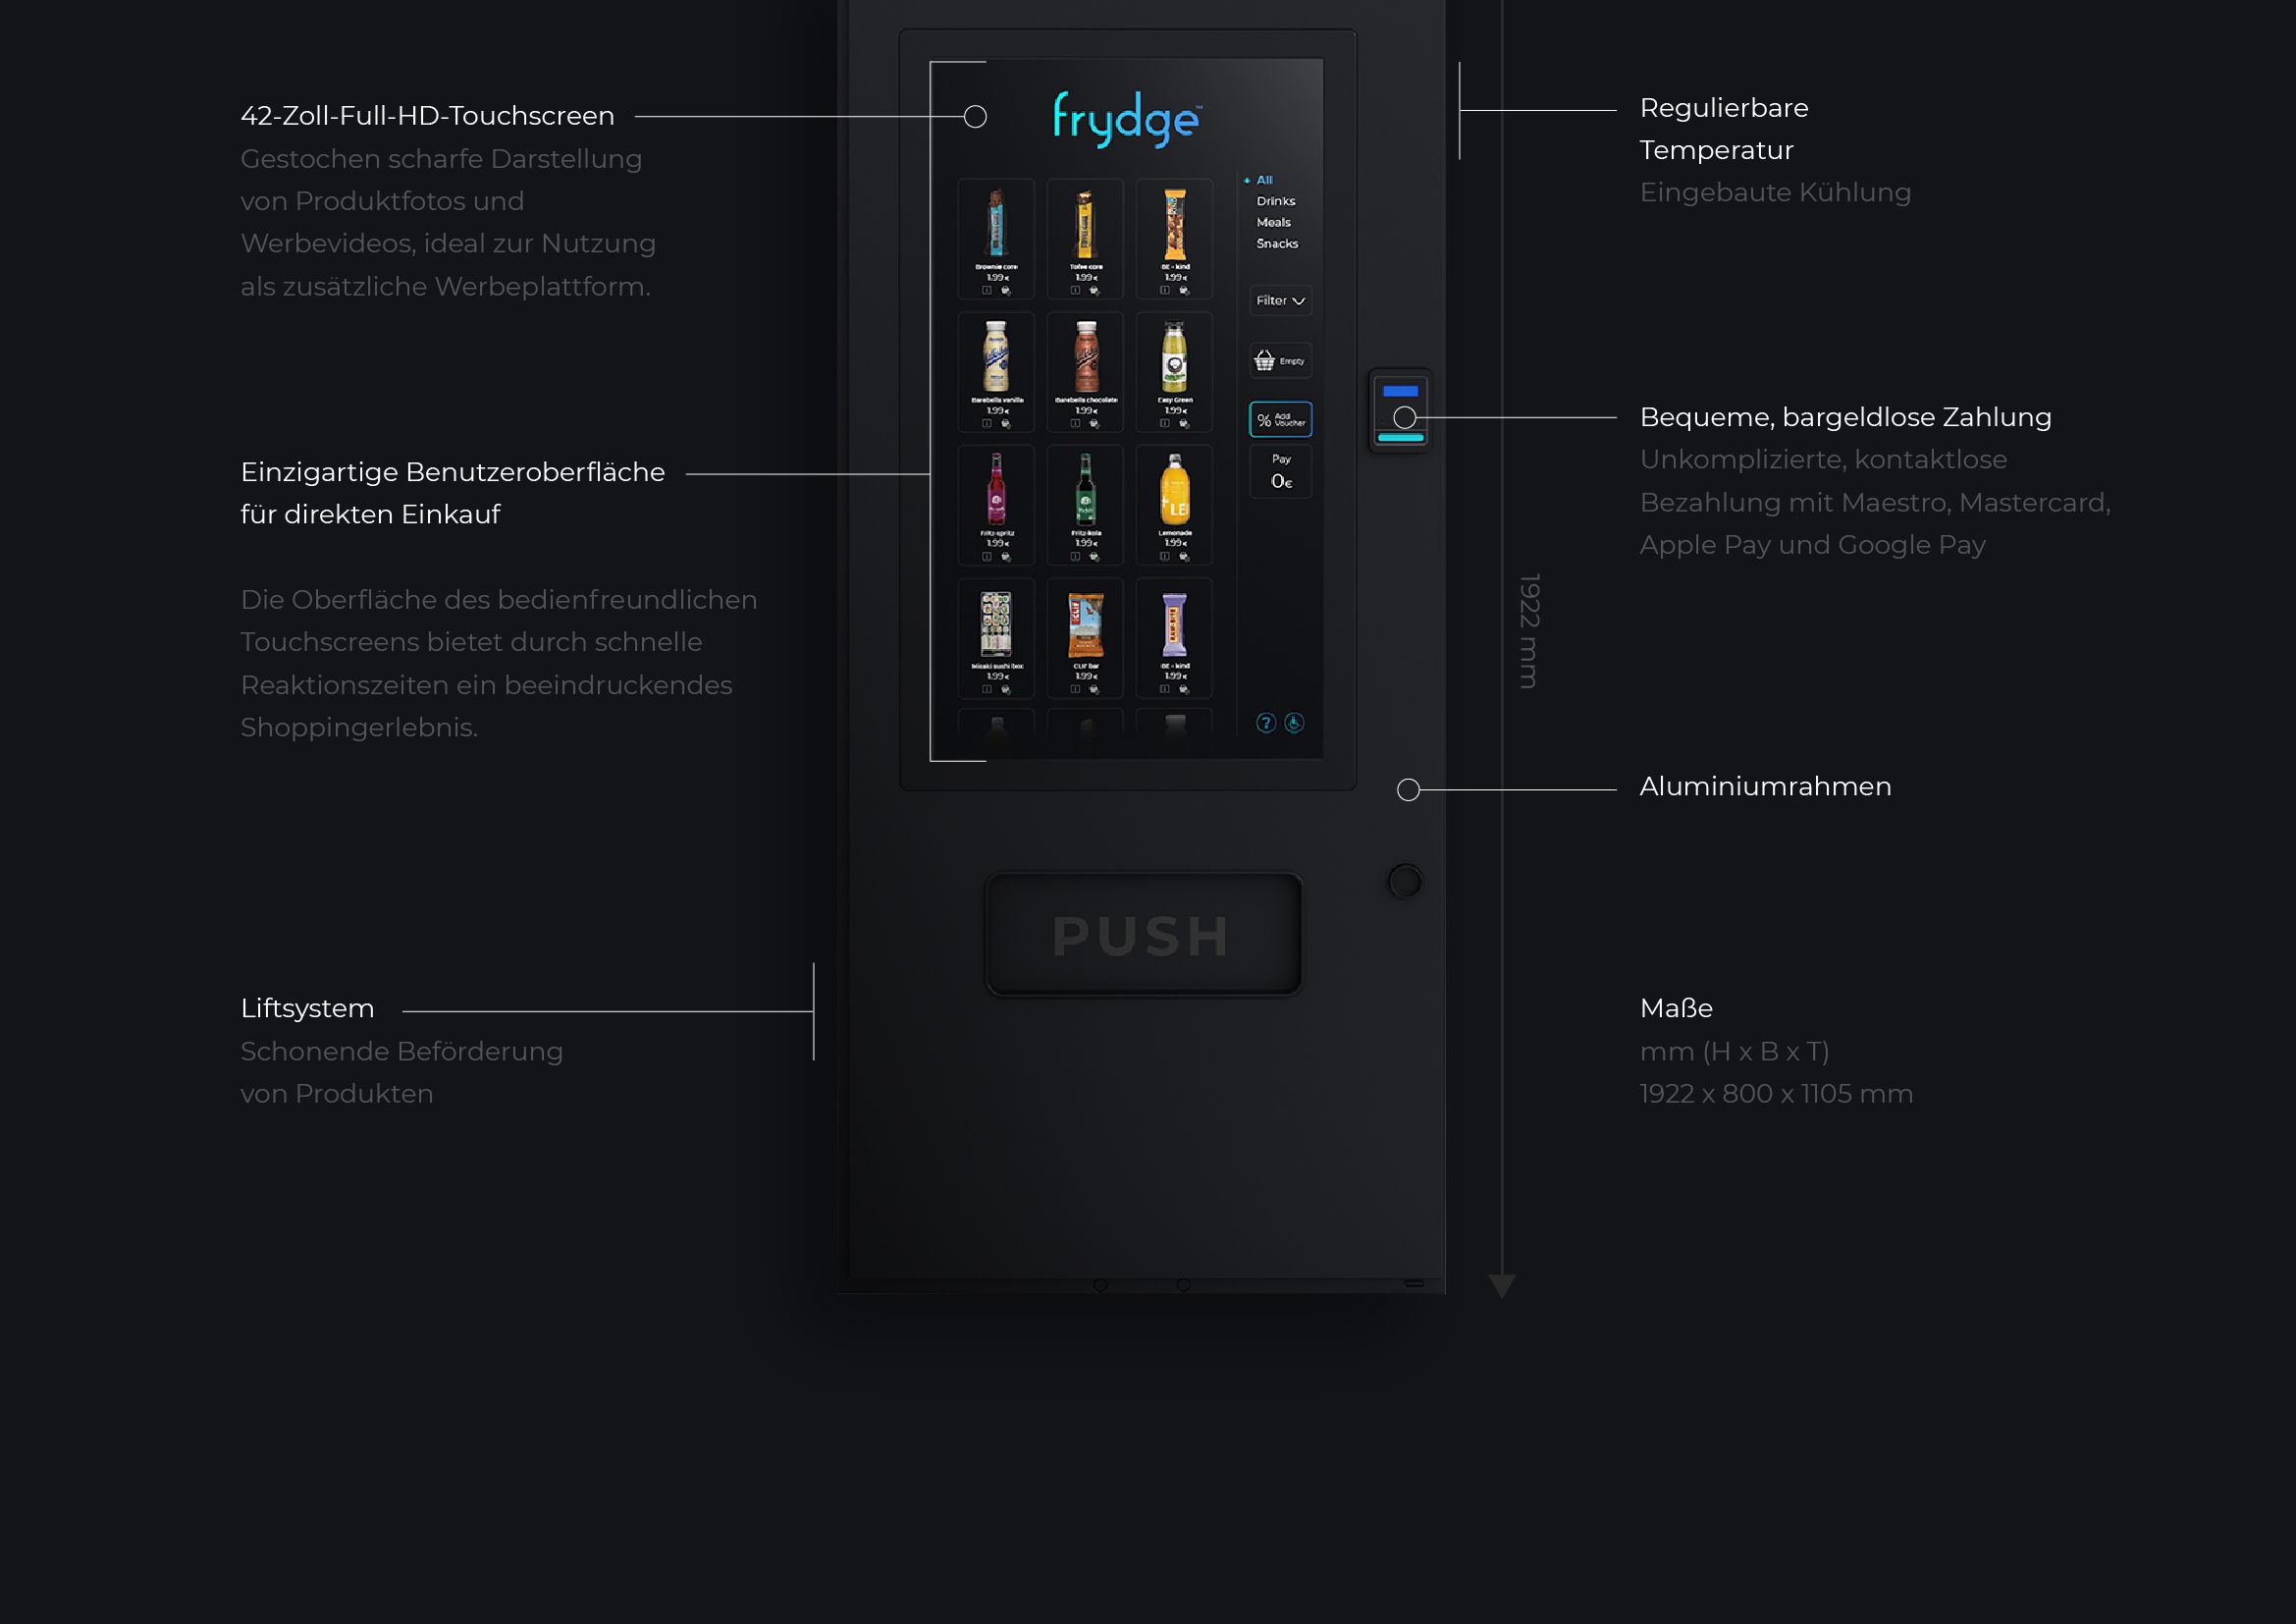 42-Zoll-Full-HD-Touchscreen
Gestochen scharfe Darstellung
von Produktfotos und
Werbevideos, ideal zur Nutzung
als zusätzliche Werbeplattform.
Einzigartige Benutzeroberfläche
für direkten Einkauf
Die Oberfläche des bedienfreundlichen
Touchscreens bietet durch schnelle
Reaktionszeiten ein beeindruckendes
Shoppingerlebnis.
Liftsystem
Schonende Beförderung
von Produkten
frydge™
Brownie core
1.99€
Tofee core
1.99€
BE - kind
1.99€
Barebells vanilla
1.99€
Barebells chocolate
1.99€
Easy Green
1.99€
Fritz-spritz
1.99€
Fritz-kola
1.99€
Lemonade
1.99€
Misaki sushi box
1.99€
CLIF bar
1.99€
BE - kind
1.99€
All
Drinks
Meals
Snacks
Filter
Empty
% Add
Voucher
Pay
0€
?
PUSH
1922 mm
Regulierbare
Temperatur
Eingebaute Kühlung
Bequeme, bargeldlose Zahlung
Unkomplizierte, kontaktlose
Bezahlung mit Maestro, Mastercard,
Apple Pay und Google Pay
Aluminiumrahmen
Maße
mm (H x B x T)
1922 x 800 x 1105 mm